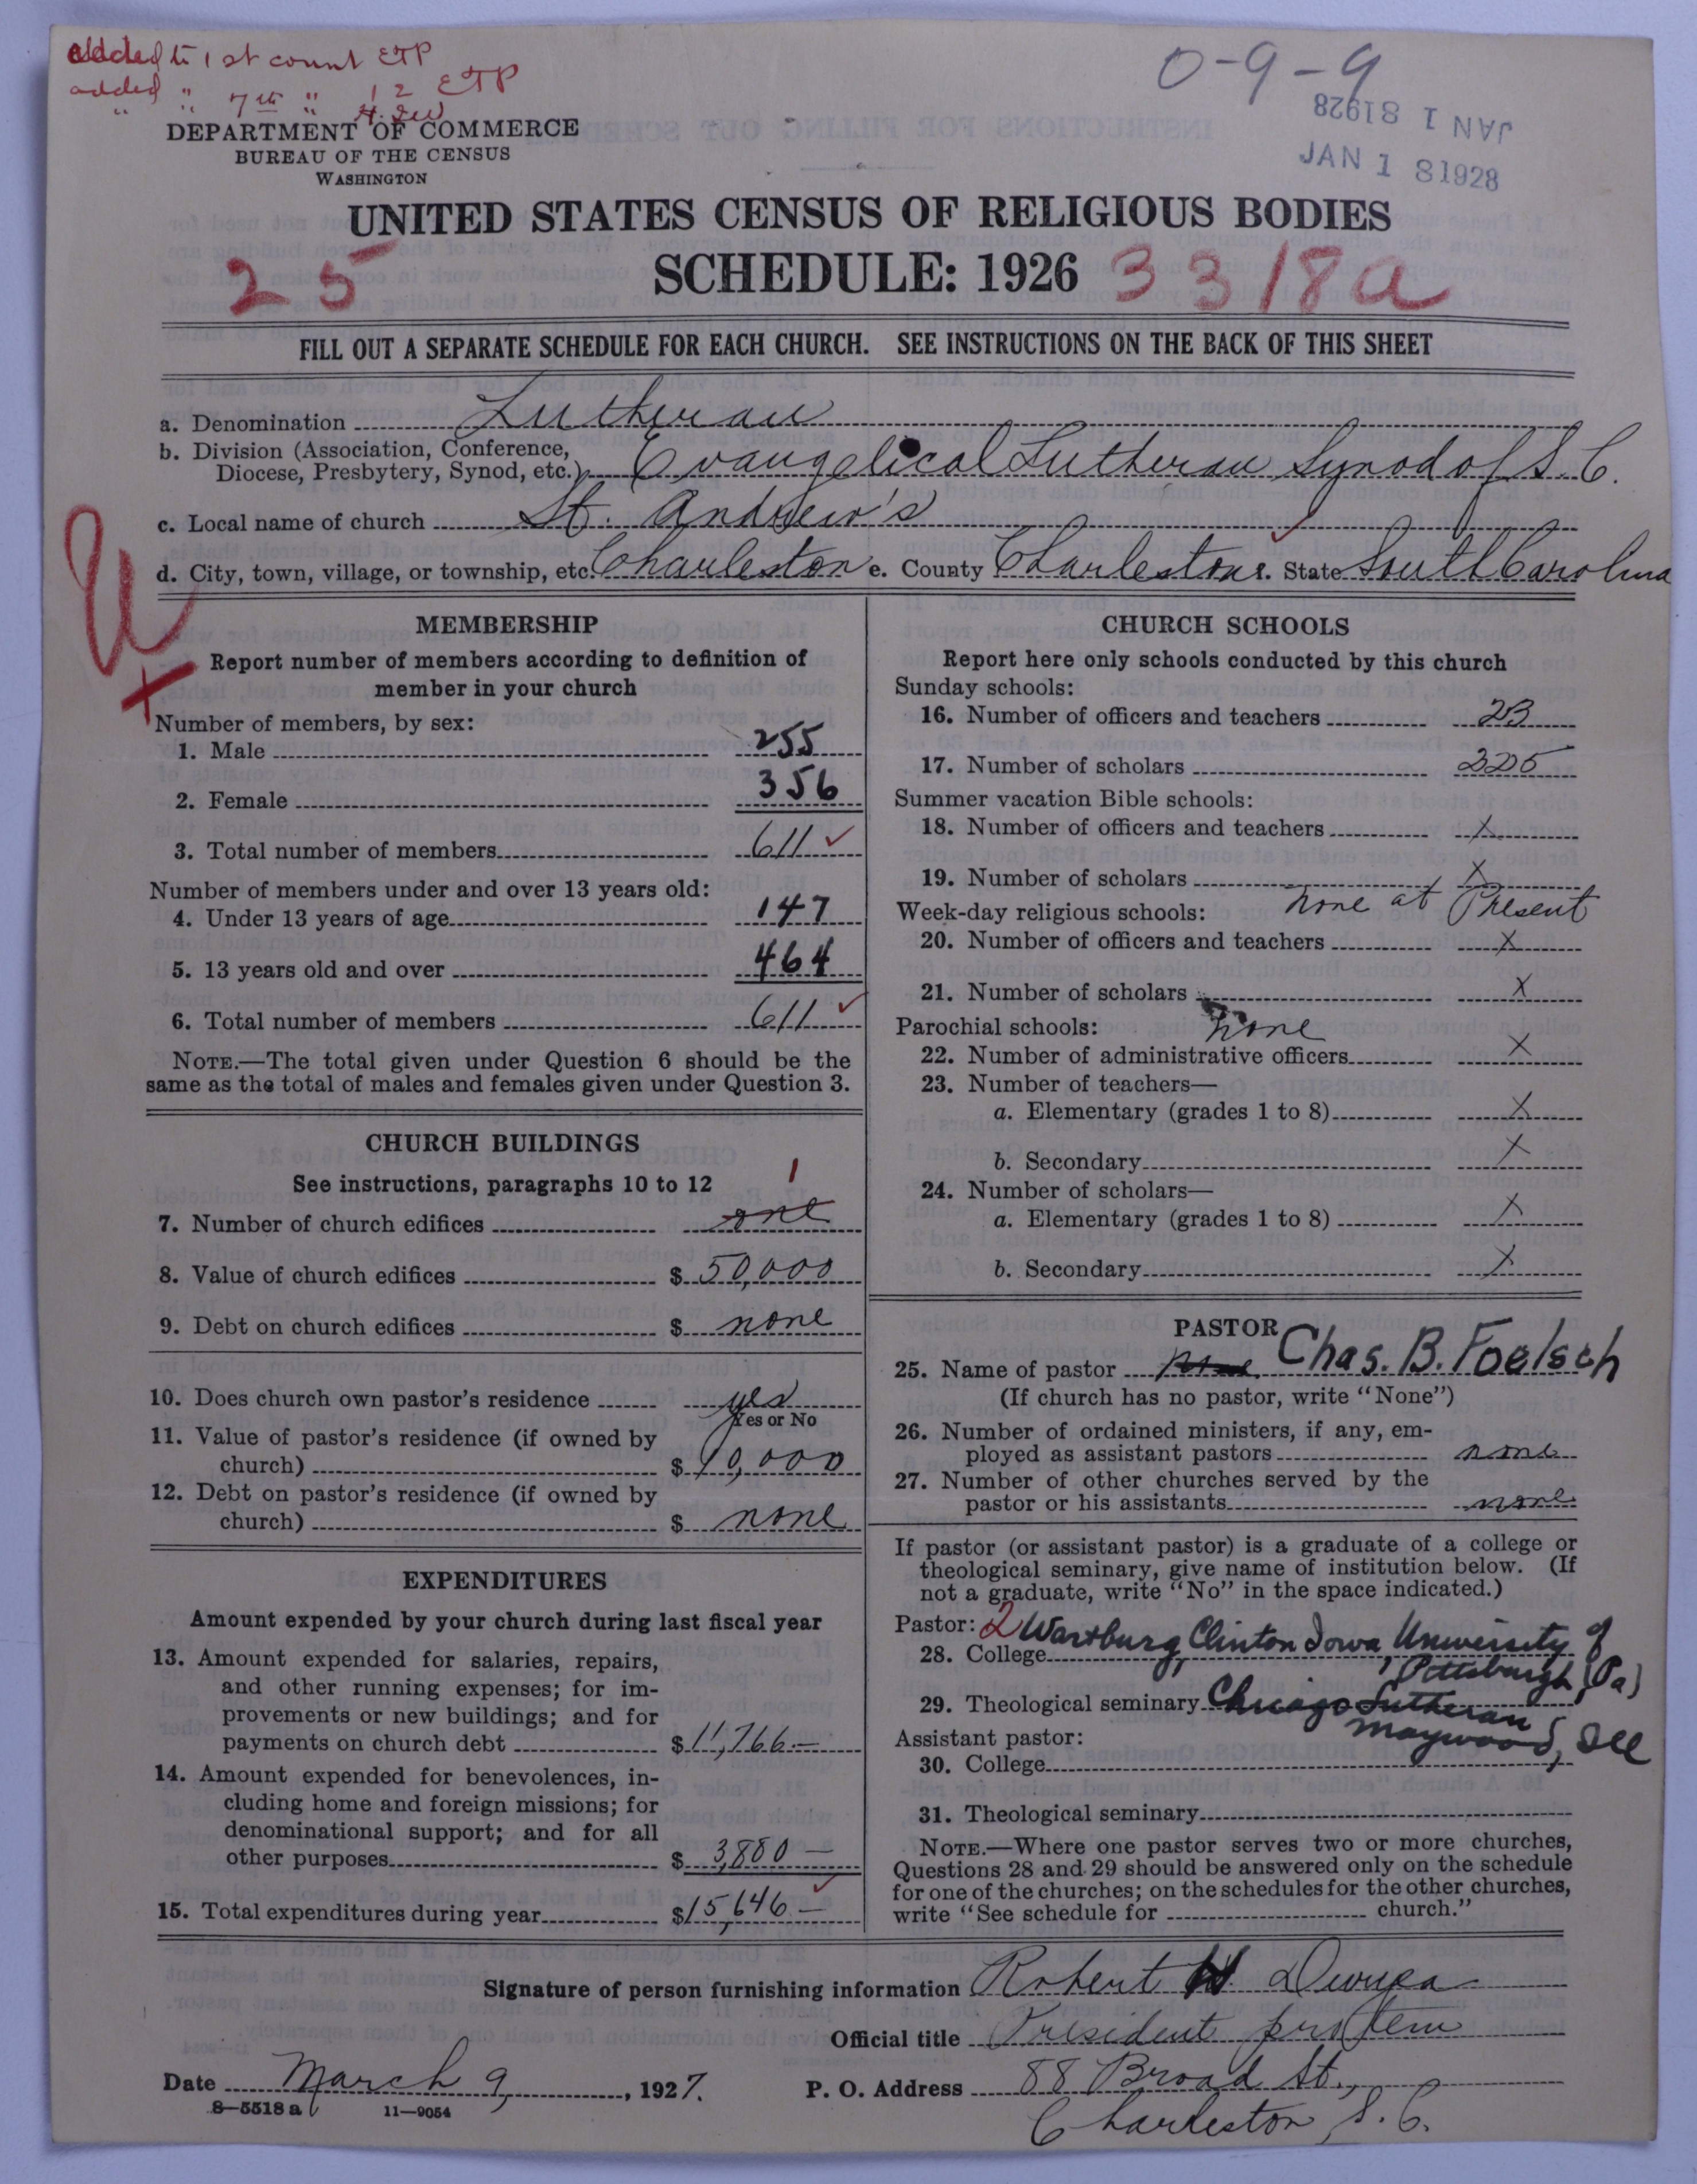 added to 1st count ETP
added " 12 ETP
" " 7th " H.JW
0-9-9
JAN 1 81928
JAN 1 81928
DEPARTMENT OF COMMERCE
BUREAU OF THE CENSUS
WASHINGTON
UNITED STATES CENSUS OF RELIGIOUS BODIES
25 SCHEDULE: 1926 3318a
FILL OUT A SEPARATE SCHEDULE FOR EACH CHURCH. SEE INSTRUCTIONS ON THE BACK OF THIS SHEET
a. Denomination Lutheran
b. Division (Association, Conference,
Diocese, Presbytery, Synod, etc.) Evangelical Lutheran Synod of S. C.
c. Local name of church St. Andrew's
d. City, town, village, or township, etc. Charleston e. County Charleston f. State South Carolina
MEMBERSHIP
Report number of members according to definition of
member in your church
Number of members, by sex:
1. Male 255
2. Female 356
3. Total number of members 611 ✓
Number of members under and over 13 years old:
4. Under 13 years of age 147
5. 13 years old and over 464
6. Total number of members 611 ✓
NOTE.—The total given under Question 6 should be the
same as the total of males and females given under Question 3.
CHURCH BUILDINGS
See instructions, paragraphs 10 to 12 1
7. Number of church edifices one
8. Value of church edifices $ 50,000
9. Debt on church edifices $ none
10. Does church own pastor's residence yes
Yes or No
11. Value of pastor's residence (if owned by
church) $ 10,000
12. Debt on pastor's residence (if owned by
church) $ none
EXPENDITURES
Amount expended by your church during last fiscal year
13. Amount expended for salaries, repairs,
and other running expenses; for im-
provements or new buildings; and for
payments on church debt $ 11,766.—
14. Amount expended for benevolences, in-
cluding home and foreign missions; for
denominational support; and for all
other purposes $ 3,880 —
15. Total expenditures during year $15,646 — ✓
CHURCH SCHOOLS
Report here only schools conducted by this church
Sunday schools:
16. Number of officers and teachers 23
17. Number of scholars 225
Summer vacation Bible schools:
18. Number of officers and teachers X
19. Number of scholars X
Week-day religious schools: none at Present
20. Number of officers and teachers X
21. Number of scholars X
Parochial schools: none
22. Number of administrative officers X
23. Number of teachers—
a. Elementary (grades 1 to 8) X
b. Secondary X
24. Number of scholars—
a. Elementary (grades 1 to 8) X
b. Secondary X
PASTOR
25. Name of pastor Chas. B. Foelsch
(If church has no pastor, write "None")
26. Number of ordained ministers, if any, em-
ployed as assistant pastors none
27. Number of other churches served by the
pastor or his assistants none
If pastor (or assistant pastor) is a graduate of a college or
theological seminary, give name of institution below. (If
not a graduate, write "No" in the space indicated.)
Pastor: 2 Wartburg, Clinton Iowa, University of
28. College Pittsburgh, (Pa)
29. Theological seminary Chicago Lutheran
Assistant pastor: Maywood, Ill
30. College
31. Theological seminary
NOTE.—Where one pastor serves two or more churches,
Questions 28 and 29 should be answered only on the schedule
for one of the churches; on the schedules for the other churches,
write "See schedule for church."
Signature of person furnishing information Robert H.
Official title President pro tem
Date March 9, 1927. P. O. Address 88 Broad St.,
8—5518 a 11—9054
Charleston, S. C.